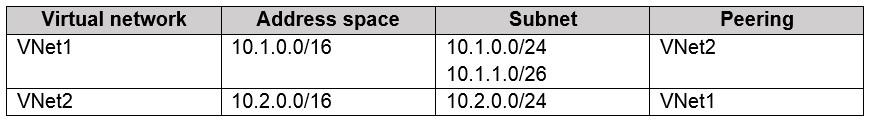 Virtual network Address space Subnet Peering
VNet1 10.1.0.0/16 10.1.0.0/24 VNet2
10.1.1.0/26
VNet2 10.2.0.0/16 10.2.0.0/24 VNet1